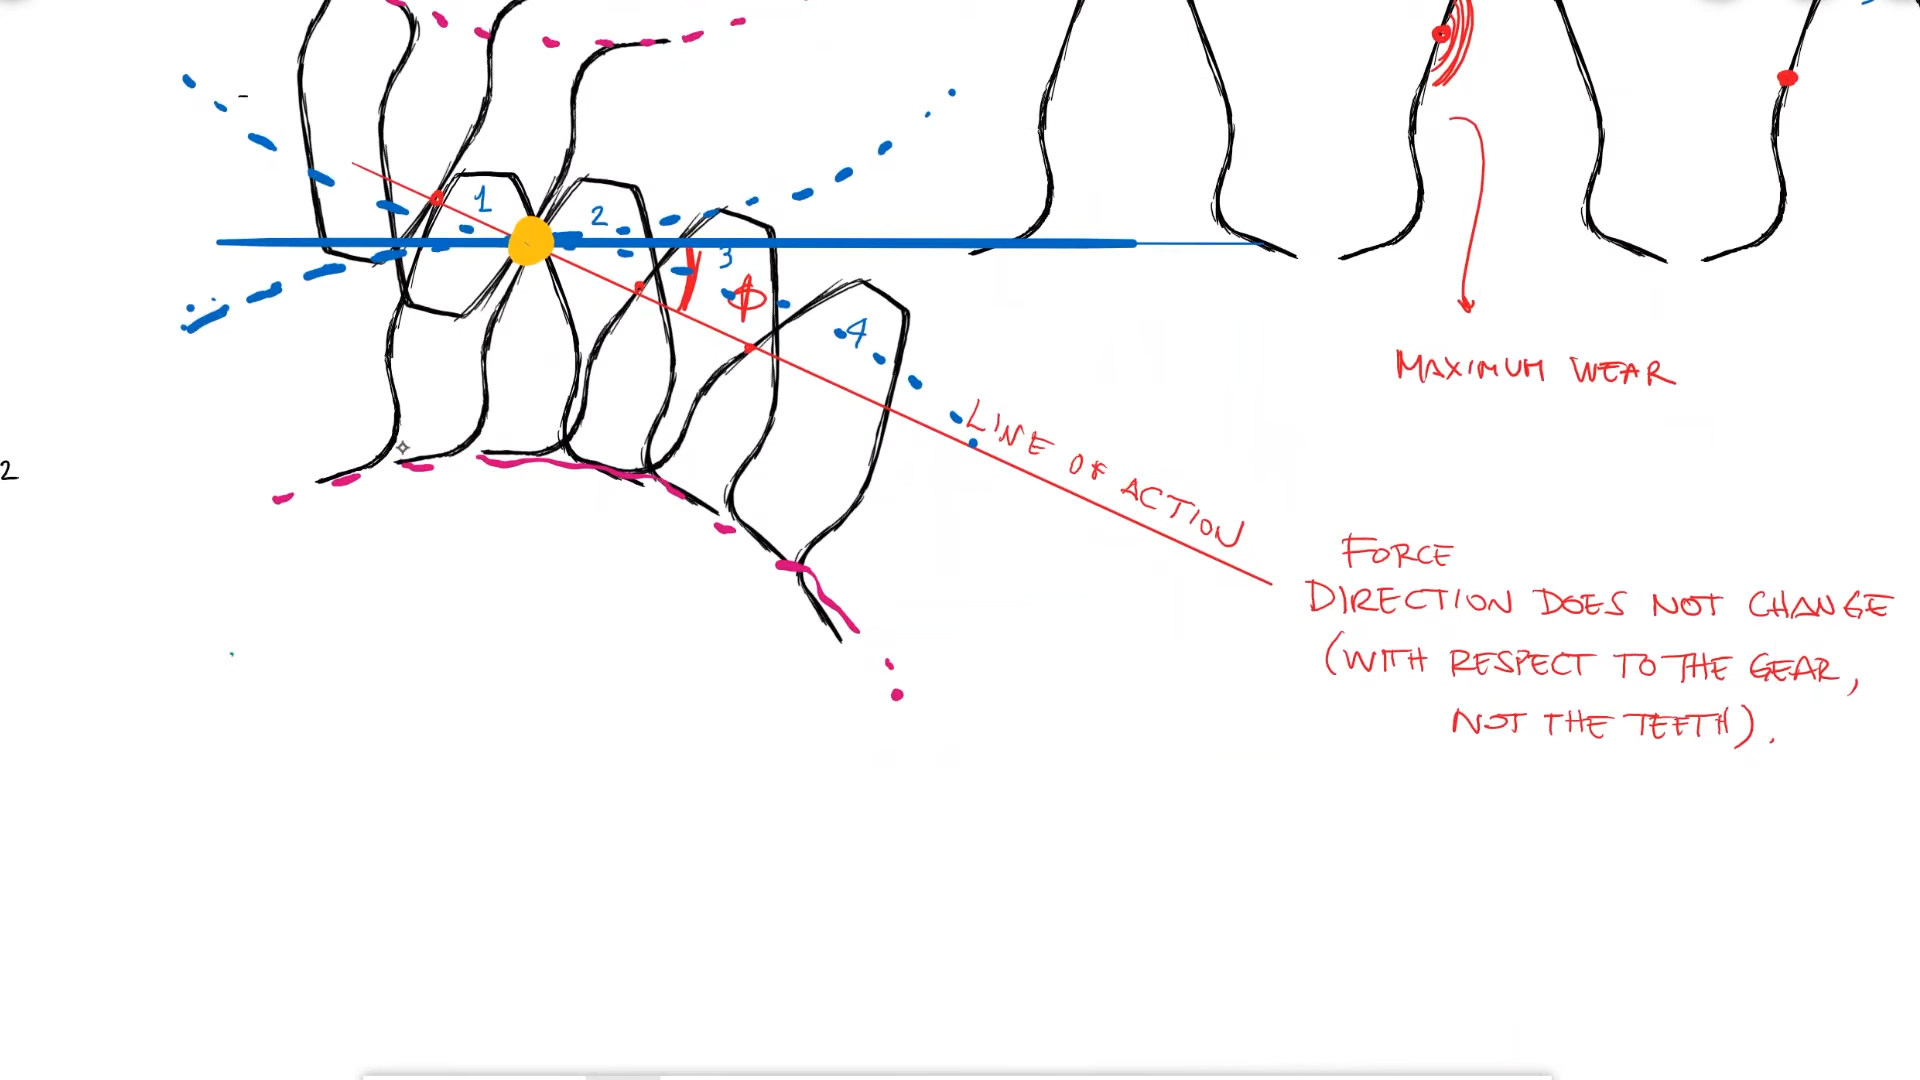 1
2
3
ϕ
4
MAXIMUM WEAR
LINE OF ACTION
2
FORCE
DIRECTION DOES NOT CHANGE
(WITH RESPECT TO THE GEAR,
NOT THE TEETH).